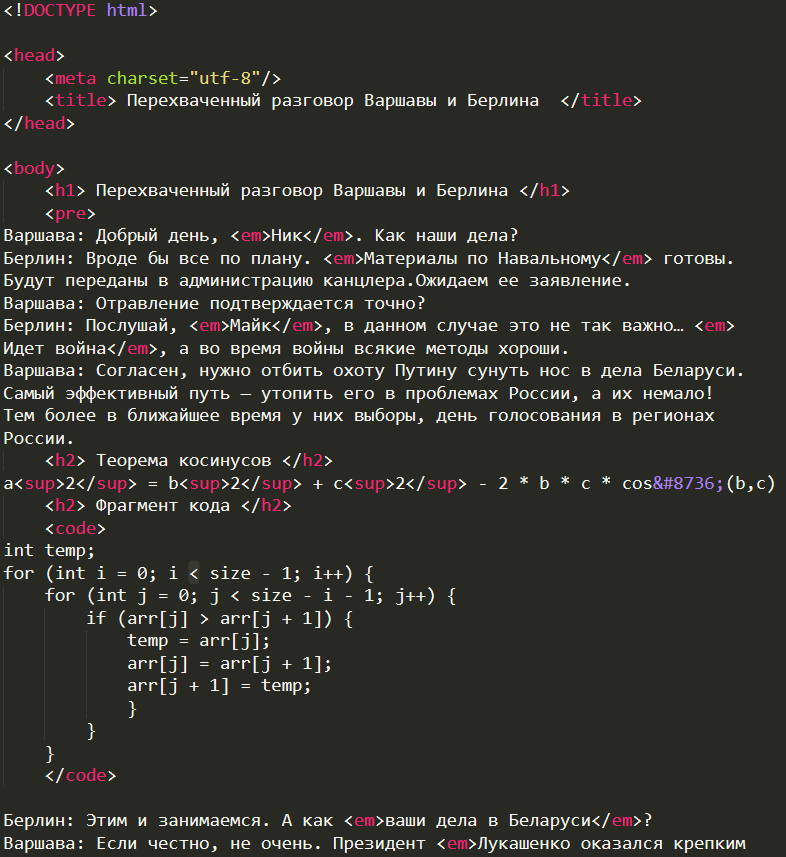 <!DOCTYPE html>

<head>
    <meta charset="utf-8"/>
    <title> Перехваченный разговор Варшавы и Берлина  </title>
</head>

<body>
    <h1> Перехваченный разговор Варшавы и Берлина </h1>
    <pre>
Варшава: Добрый день, <em>Ник</em>. Как наши дела?
Берлин: Вроде бы все по плану. <em>Материалы по Навальному</em> готовы.
Будут переданы в администрацию канцлера.Ожидаем ее заявление.
Варшава: Отравление подтверждается точно?
Берлин: Послушай, <em>Майк</em>, в данном случае это не так важно… <em>
Идет война</em>, а во время войны всякие методы хороши.
Варшава: Согласен, нужно отбить охоту Путину сунуть нос в дела Беларуси.
Самый эффективный путь – утопить его в проблемах России, а их немало!
Тем более в ближайшее время у них выборы, день голосования в регионах
России.
    <h2> Теорема косинусов </h2>
a<sup>2</sup> = b<sup>2</sup> + c<sup>2</sup> - 2 * b * c * cos&#8736;(b,c)
    <h2> Фрагмент кода </h2>
    <code>
int temp;
for (int i = 0; i < size - 1; i++) {
    for (int j = 0; j < size - i - 1; j++) {
        if (arr[j] > arr[j + 1]) {
            temp = arr[j];
            arr[j] = arr[j + 1];
            arr[j + 1] = temp;
            }
        }
    }
    </code>

Берлин: Этим и занимаемся. А как <em>ваши дела в Беларуси</em>?
Варшава: Если честно, не очень. Президент <em>Лукашенко оказался крепким